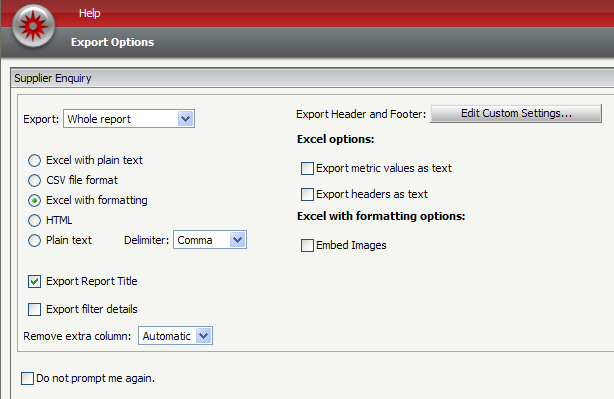 Help
Export Options
Supplier Enquiry
Export: Whole report
Export Header and Footer: Edit Custom Settings...
Excel options:
Excel with plain text
Export metric values as text
CSV file format
Export headers as text
Excel with formatting
Excel with formatting options:
HTML
Plain text Delimiter: Comma
Embed Images
Export Report Title
Export filter details
Remove extra column: Automatic
Do not prompt me again.